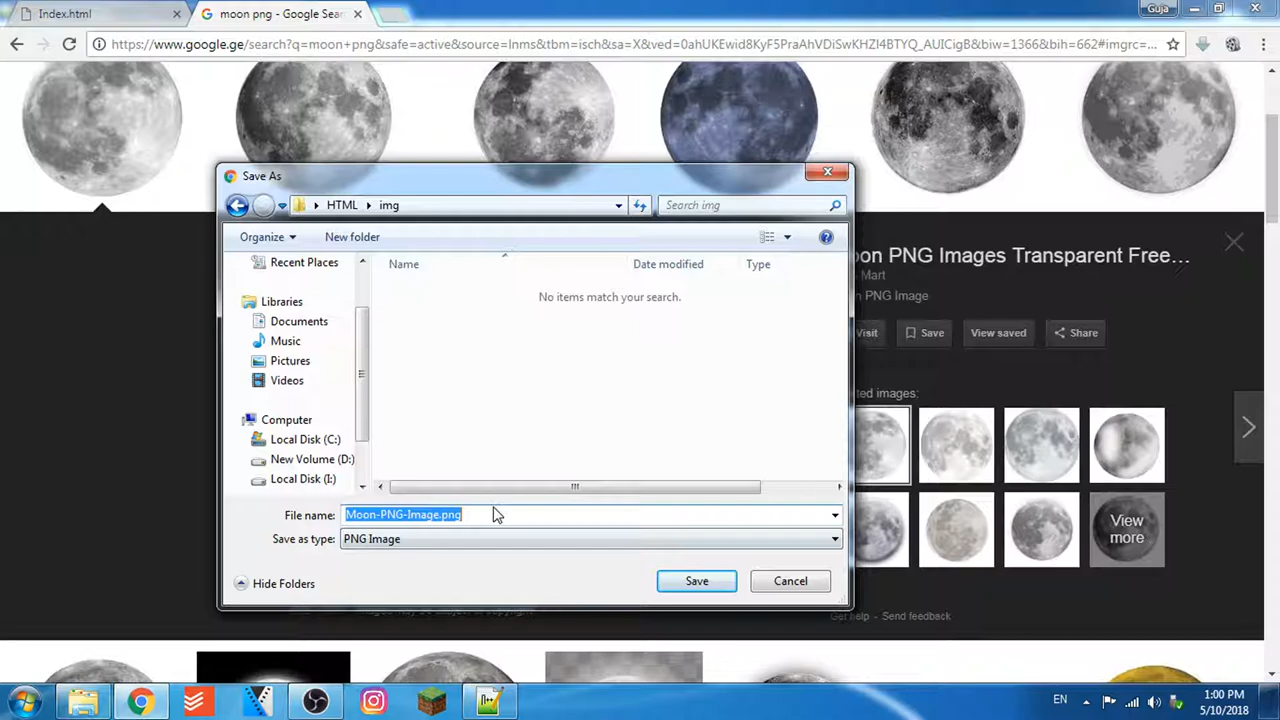 Index.html
moon png - Google Sear
Guja
https://www.google.ge/search?q=moon+png&safe=active&source=lnms&tbm=isch&sa=X&ved=0ahUKEwid8KyF5PraAhVDiSwKHZI4BTYQ_AUICigB&biw=1366&bih=662#imgrc=...
Save As
HTML
img
Search img
Organize
New folder
Recent Places
Libraries
Documents
Music
Pictures
Videos
Computer
Local Disk (C:)
New Volume (D:)
Local Disk (I:)
Name
Date modified
Type
No items match your search.
File name:
Moon-PNG-Image.png
Save as type:
PNG Image
Hide Folders
Save
Cancel
oon PNG Images Transparent Free...
Mart
n PNG Image
Visit
Save
View saved
Share
ted images:
View
more
Get help - Send feedback
EN
1:00 PM
5/10/2018